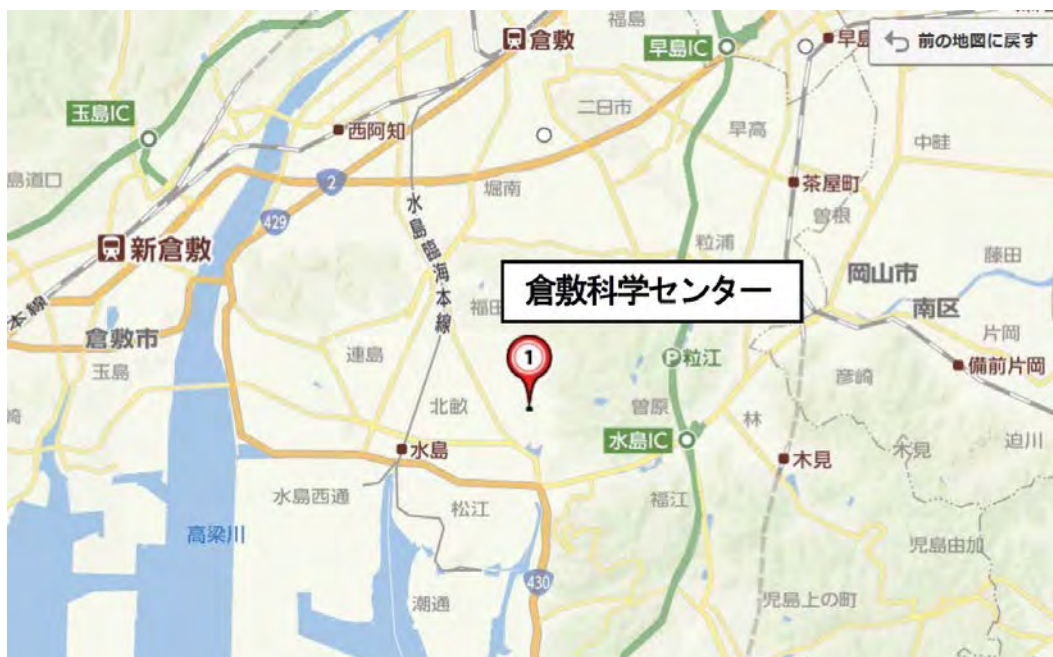 福島
倉敷
早島IC
早島
前の地図に戻す
玉島IC
二日市
西阿知
早高
中畦
島道口
2
堀南
茶屋町
429
水島臨海本線
曽根
新倉敷
粒浦
藤田
倉敷科学センター
岡山市
南区
福田
本線
倉敷市
連島
1
P粒江
片岡
玉島
備前片岡
彦崎
崎
北畝
曽原
林
水島
水島IC
木見
木見
迫川
水島西通
松江
福江
高梁川
児島由加
430
潮通
児島上の町